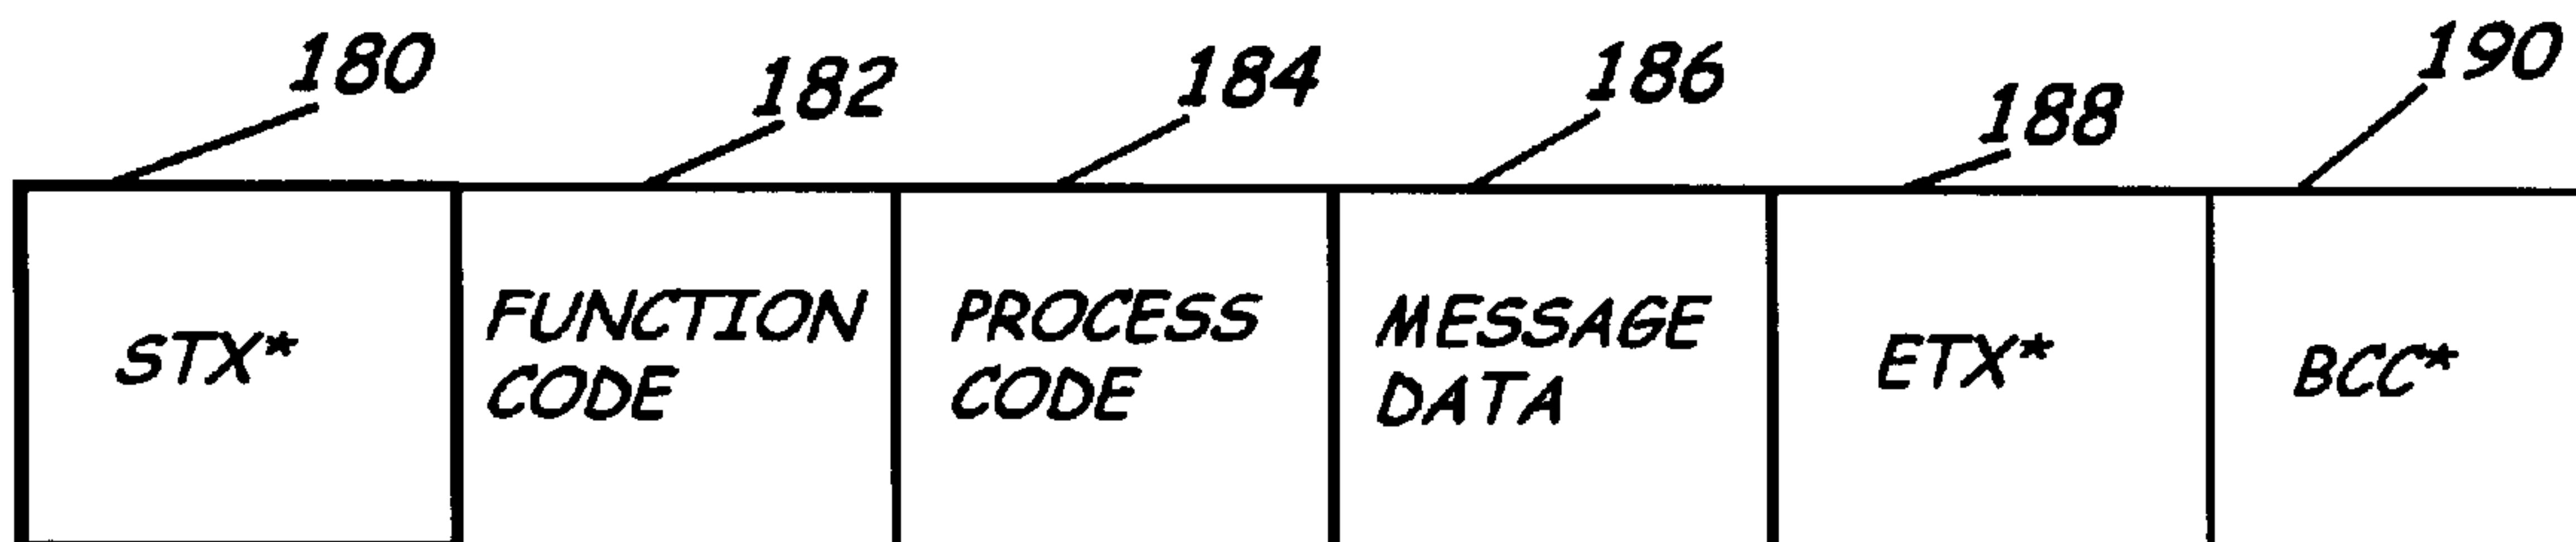 180 182 184 186 188 190
STX* FUNCTION CODE PROCESS CODE MESSAGE DATA ETX* BCC*